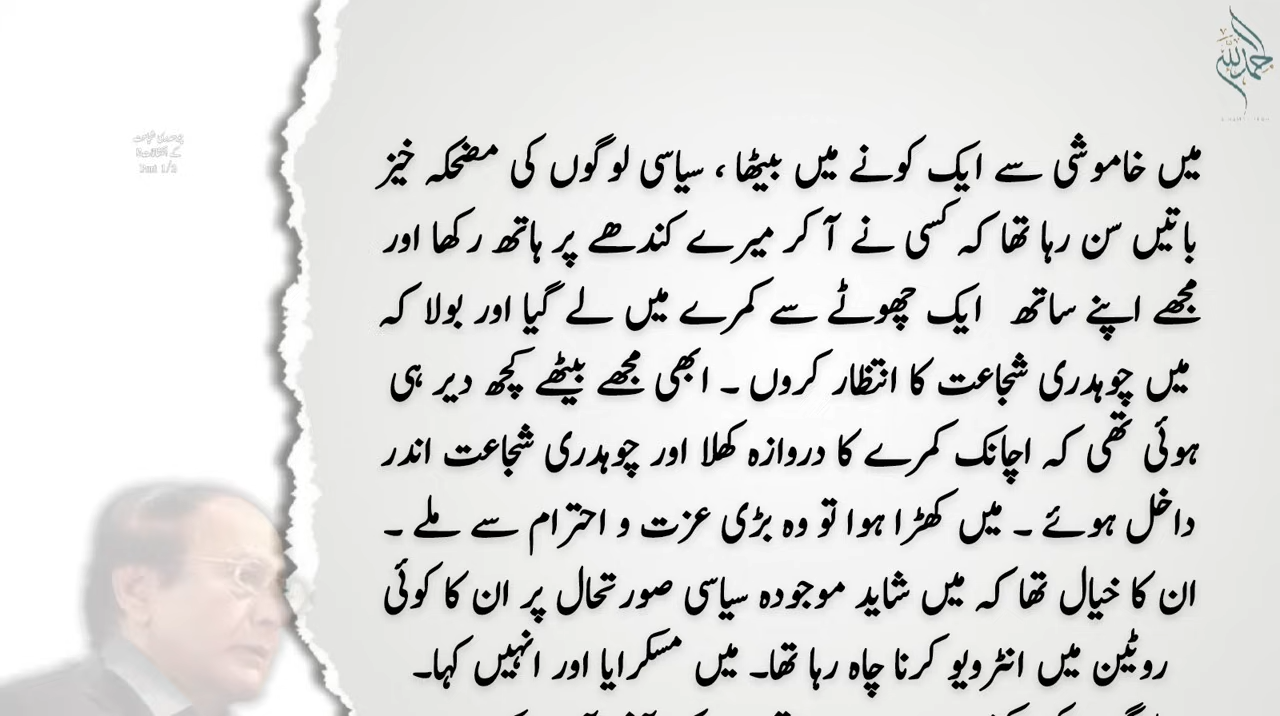 الحمدللہ
چوہدری شجاعت
میں خاموشی سے ایک کونے میں بیٹھا ، سیاسی لوگوں کی مضحکہ خیز
باتیں سن رہا تھا کہ کسی نے آ کر میرے کندھے پر ہاتھ رکھا اور
مجھے اپنے ساتھ ایک چھوٹے سے کمرے میں لے گیا اور بولا کہ
میں چوہدری شجاعت کا انتظار کروں ۔ ابھی مجھے بیٹھے کچھ دیر ہی
ہوئی تھی کہ اچانک کمرے کا دروازہ کھلا اور چوہدری شجاعت اندر
داخل ہوئے ۔ میں کھڑا ہوا تو وہ بڑی عزت و احترام سے ملے ۔
ان کا خیال تھا کہ میں شاید موجودہ سیاسی صورتحال پر ان کا کوئی
روٹین میں انٹرویو کرنا چاہ رہا تھا۔ میں مسکرایا اور انہیں کہا۔